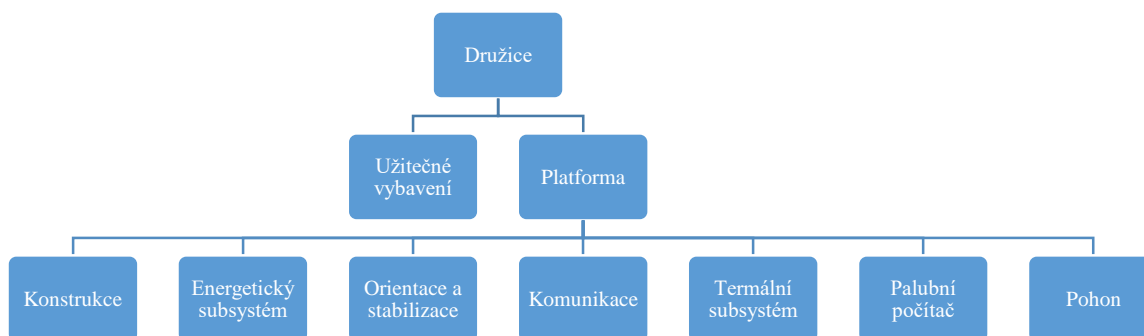 Družice
Užitečné
vybavení
Platforma
Konstrukce
Energetický
subsystém
Orientace a
stabilizace
Komunikace
Termální
subsystém
Palubní
počítač
Pohon